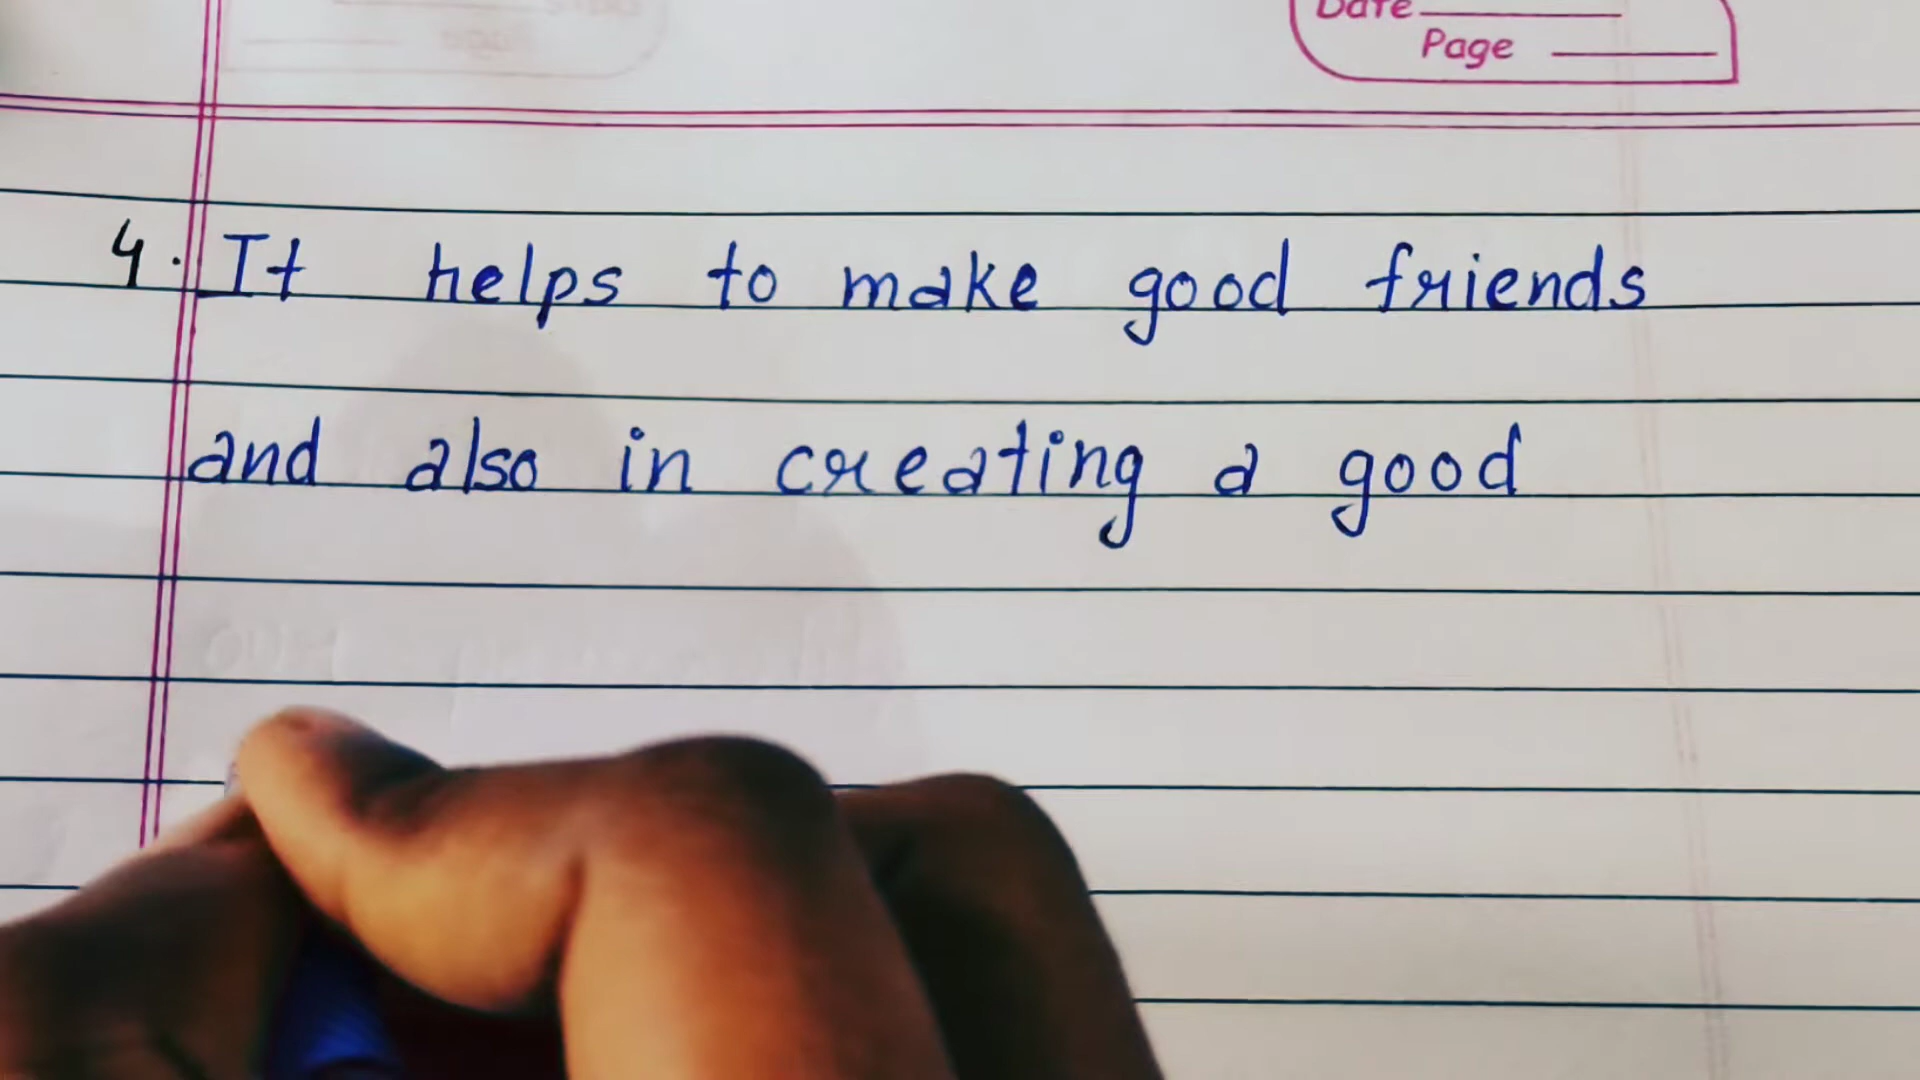 Date
Page
4. It helps to make good friends
and also in creating a good